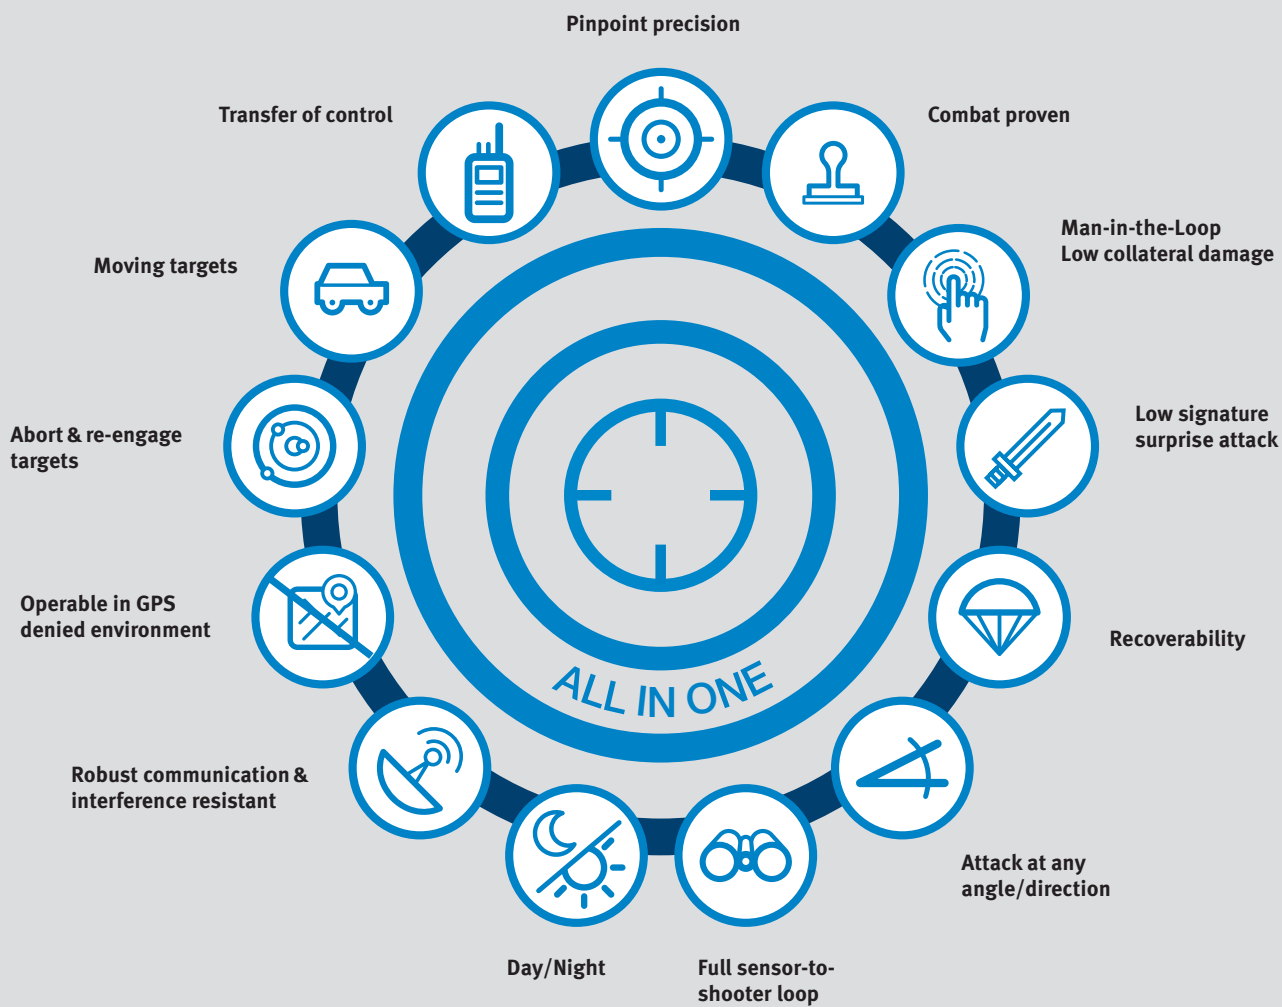 Pinpoint precision
Transfer of control
Combat proven
Man-in-the-Loop
Low collateral damage
Moving targets
Low signature
surprise attack
Abort & re-engage
targets
Operable in GPS
denied environment
Recoverability
ALL IN ONE
Robust communication &
interference resistant
Attack at any
angle/direction
Day/Night
Full sensor-to-
shooter loop